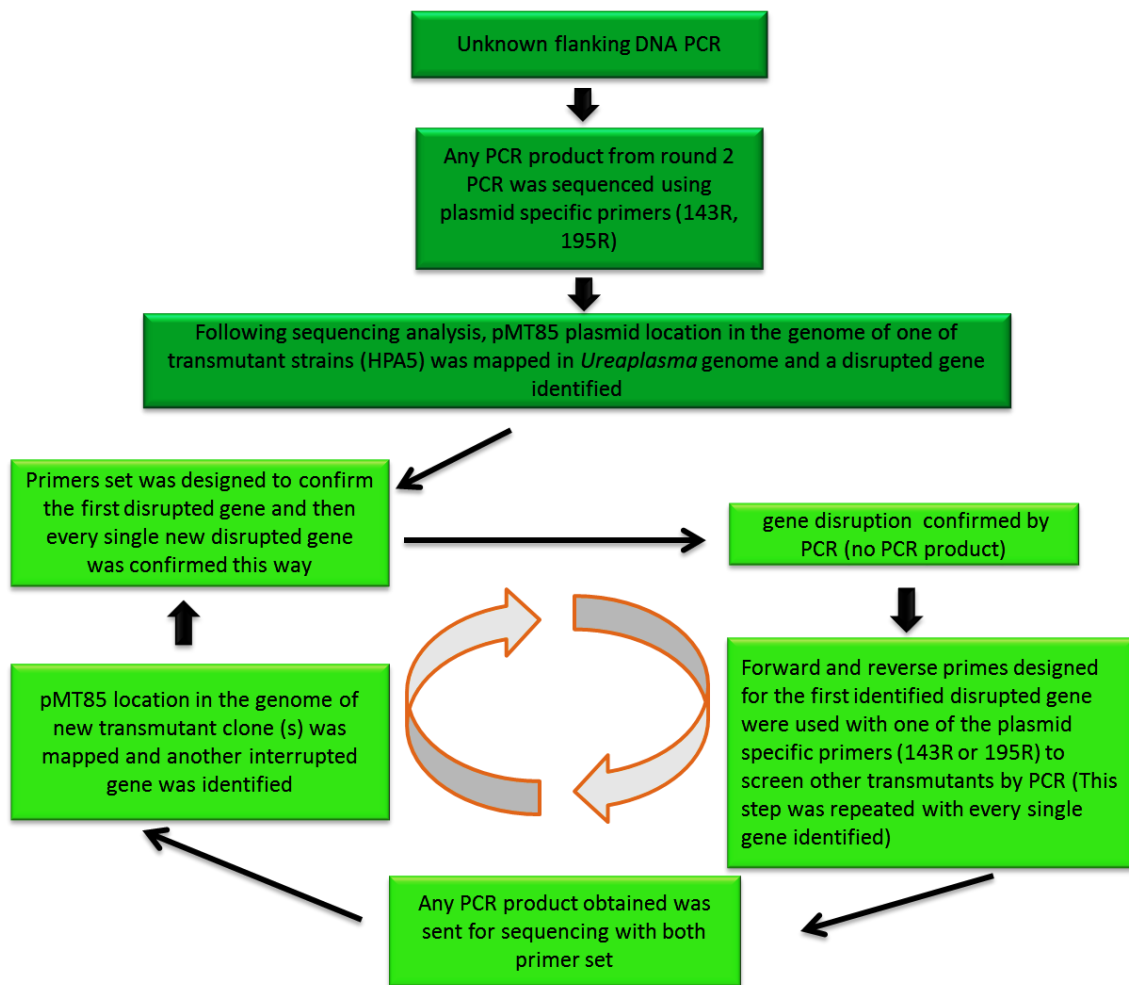 Unknown flanking DNA PCR
Any PCR product from round 2
PCR was sequenced using
plasmid specific primers (143R,
195R)
Following sequencing analysis, pMT85 plasmid location in the genome of one of
transmutant strains (HPA5) was mapped in Ureaplasma genome and a disrupted gene
identified
Primers set was designed to confirm
the first disrupted gene and then
every single new disrupted gene
was confirmed this way
gene disruption confirmed by
PCR (no PCR product)
Forward and reverse primes designed
for the first identified disrupted gene
were used with one of the plasmid
specific primers (143R or 195R) to
screen other transmutants by PCR (This
step was repeated with every single
gene identified)
Any PCR product obtained was
sent for sequencing with both
primer set
pMT85 location in the genome of
new transmutant clone (s) was
mapped and another interrupted
gene was identified